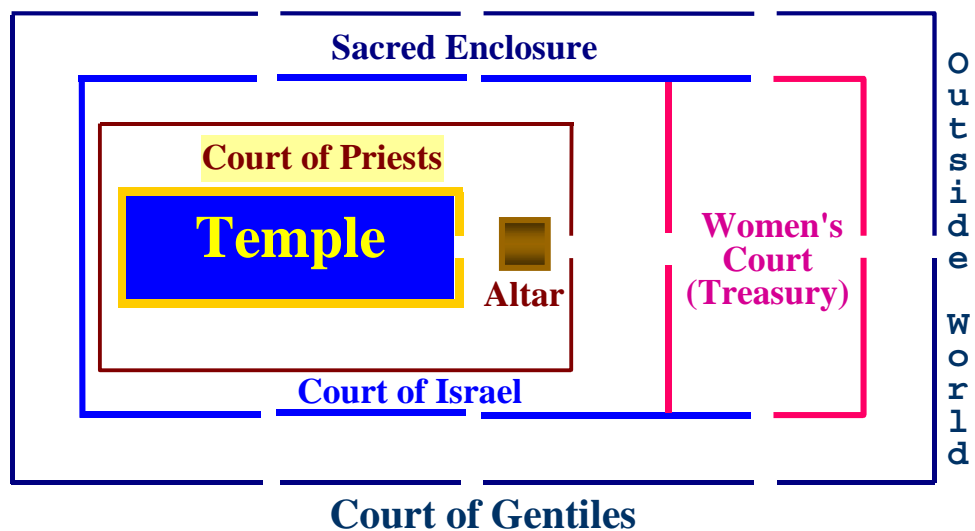 Sacred Enclosure
Court of Priests
Temple
Altar
Women's
Court
(Treasury)
Court of Israel
Court of Gentiles
Outside World